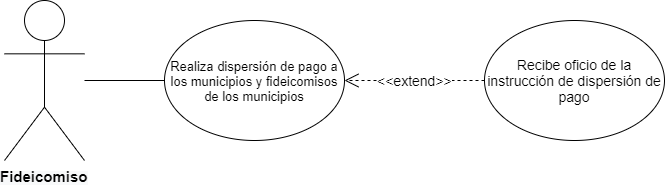 Realiza dispersión de pago a
los municipios y fideicomisos
de los municipios
<<extend>>
Recibe oficio de la
instrucción de dispersión de
pago
Fideicomiso